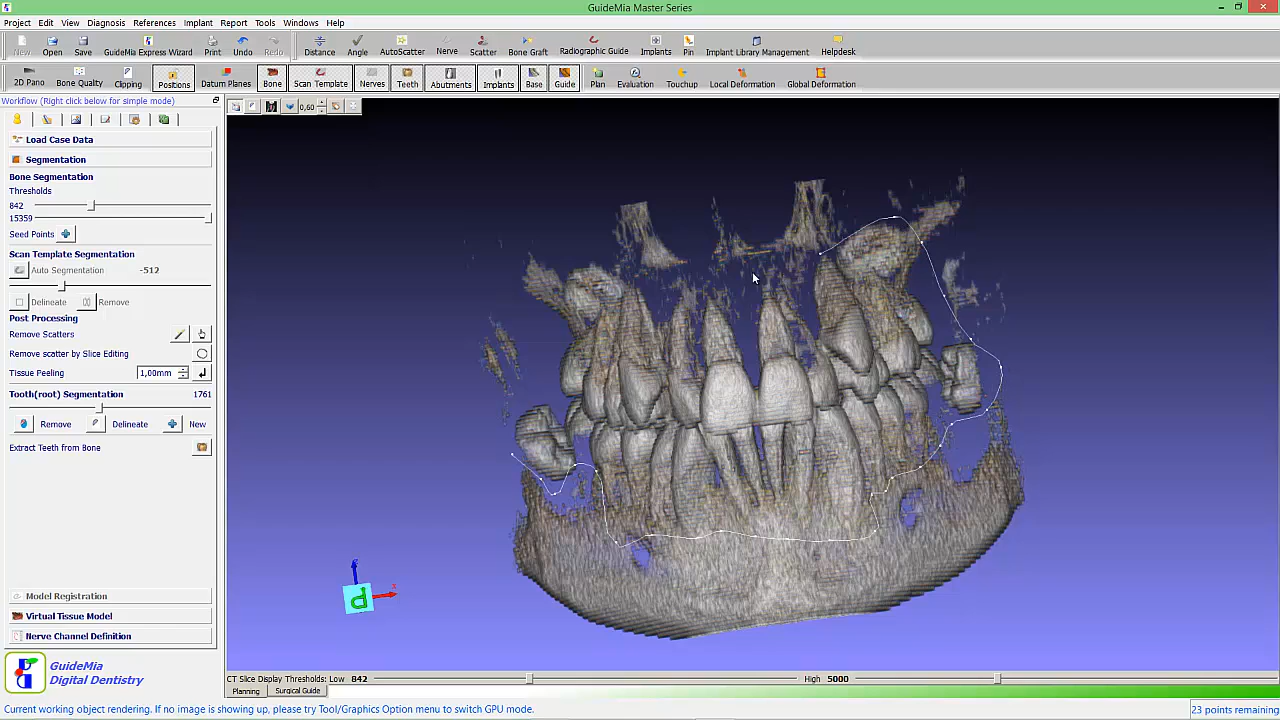 GuideMia Master Series
Project Edit View Diagnosis References Implant Report Tools Windows Help
New Open Save GuideMia Express Wizard Print Undo Redo Distance Angle AutoScatter Nerve Scatter Bone Graft Radiographic Guide Implants Pin Implant Library Management Helpdesk
2D Pano Bone Quality Clipping Positions Datum Planes Bone Scan Template Nerves Teeth Abutments Implants Base Guide Plan Evaluation Touchup Local Deformation Global Deformation
Workflow (Right click below for simple mode)
0,60
Load Case Data
Segmentation
Bone Segmentation
Thresholds
842
15359
Seed Points
Scan Template Segmentation
Auto Segmentation -512
Delineate Remove
Post Processing
Remove Scatters
Remove scatter by Slice Editing
Tissue Peeling 1,00mm
Tooth(root) Segmentation 1761
Remove Delineate New
Extract Teeth from Bone
Model Registration
Virtual Tissue Model
Nerve Channel Definition
GuideMia
Digital Dentistry
CT Slice Display Thresholds: Low 842 High 5000
Planning Surgical Guide
Current working object rendering. If no image is showing up, please try Tool/Graphics Option menu to switch GPU mode.
23 points remaining